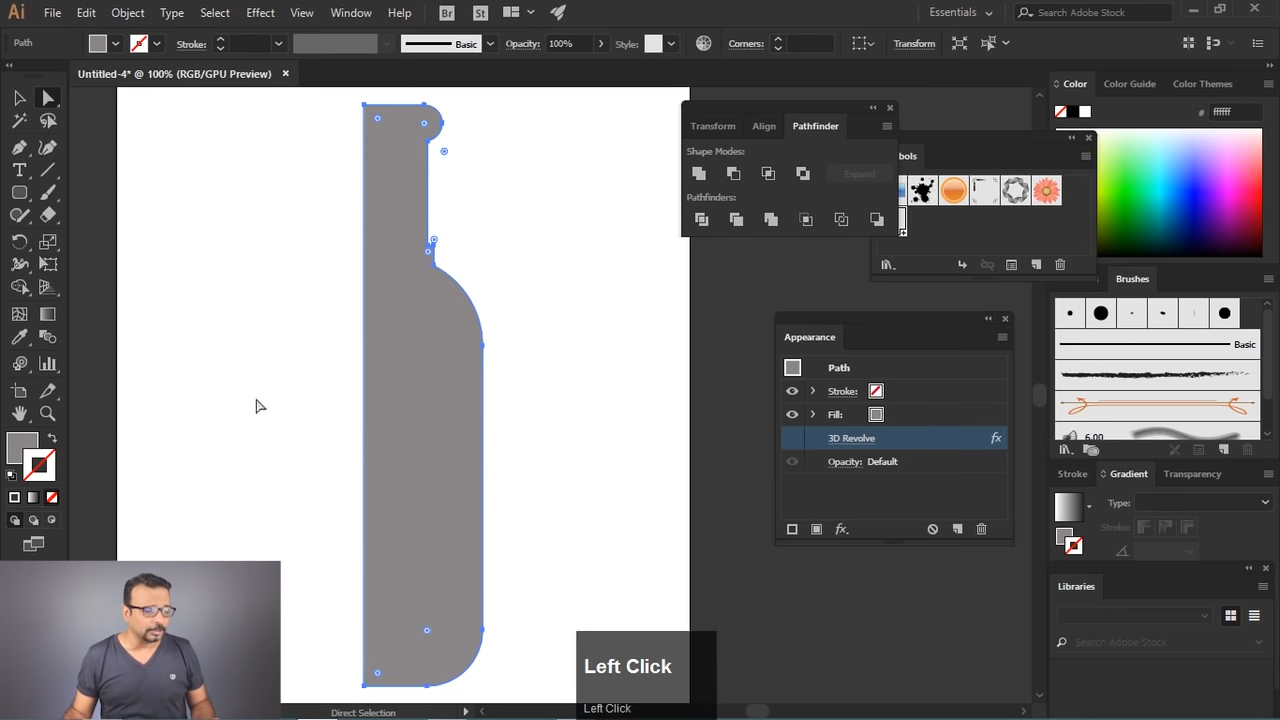 Ai File Edit Object Type Select Effect View Window Help Br St Essentials Search Adobe Stock
Path Stroke: Basic Opacity: 100% Style: Corners: Transform
Untitled-4* @ 100% (RGB/GPU Preview)
Color Color Guide Color Themes
# ffffff
Transform Align Pathfinder
Shape Modes:
Expand
Pathfinders:
bols
Brushes
Basic
6.00
Appearance
Path
Stroke:
Fill:
3D Revolve fx
Opacity: Default
fx.
Stroke Gradient Transparency
Type:
Stroke:
Libraries
Search Adobe Stock
Left Click
Left Click
Direct Selection